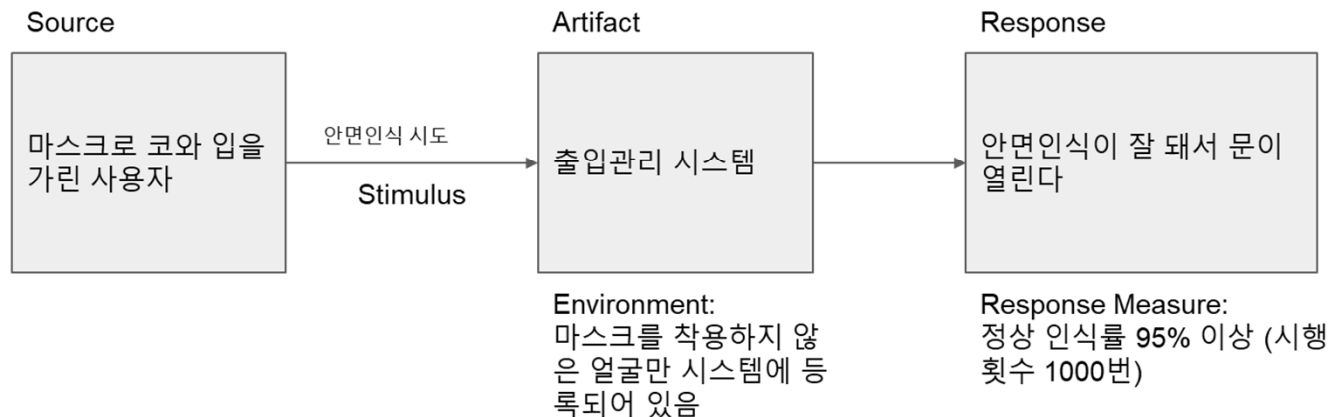 Source
Artifact
Response
마스크로 코와 입을
가린 사용자
안면인식 시도
Stimulus
출입관리 시스템
안면인식이 잘 돼서 문이
열린다
Environment:
마스크를 착용하지 않
은 얼굴만 시스템에 등
록되어 있음
Response Measure:
정상 인식률 95% 이상 (시행
횟수 1000번)